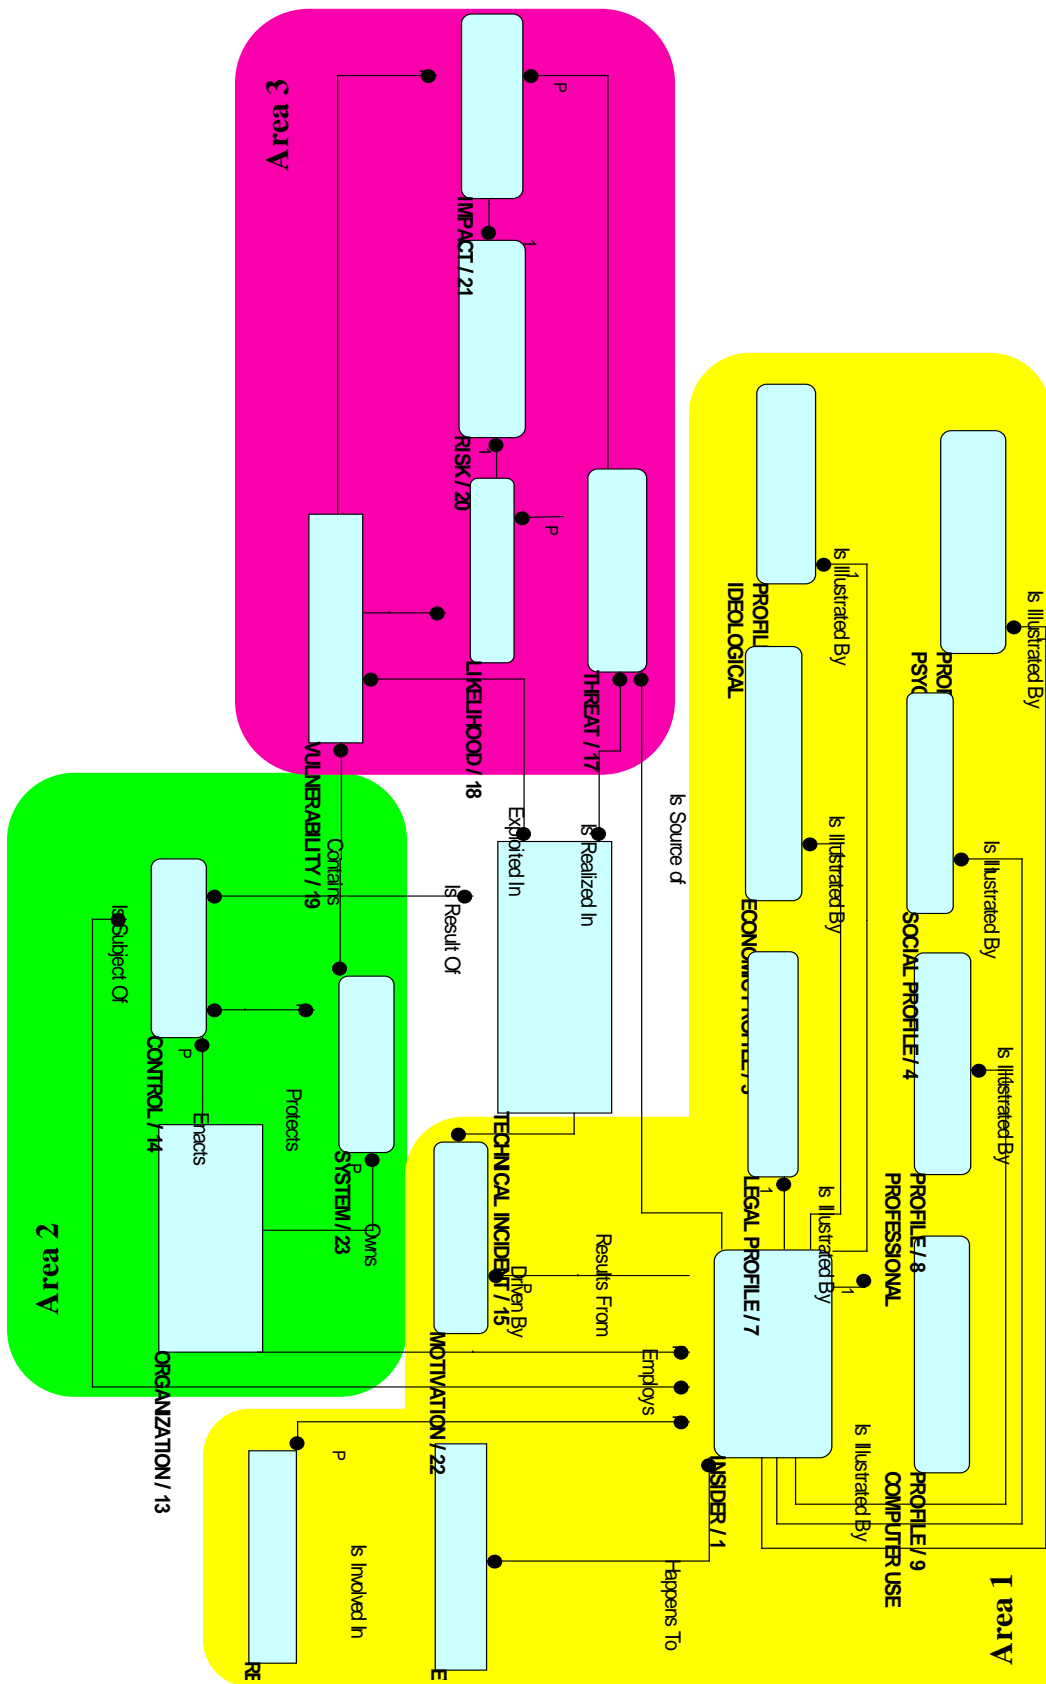 Is Illustrated By
Area 1
Is Illustrated By
1
Is Illustrated By
1
PSYC
SOCIAL PROFILE / 4
PROFILE / 8
PROFESSIONAL
PROFILE / 9
COMPUTER USE
Is Illustrated By
1
Is Illustrated By
1
Is Illustrated By
1
Is Illustrated By
1
IDEOLOGICAL
LEGAL PROFILE / 7
INSIDER / 1
Is Source of
Happens To
Employs
Results From
P
THREAT / 17
Is Realized In
Exploited In
Driven By
P
TECHNICAL INCIDENT / 15
1
P
1
IMPACT / 21
RISK / 20
LIKELIHOOD / 18
Is Result Of
MOTIVATION / 22
E
Area 3
VULNERABILITY / 19
Contains
P
SYSTEM / 23
Owns
Is Involved In
P
Protects
RE
Enacts
P
CONTROL / 14
ORGANIZATION / 13
Is Subject Of
Area 2